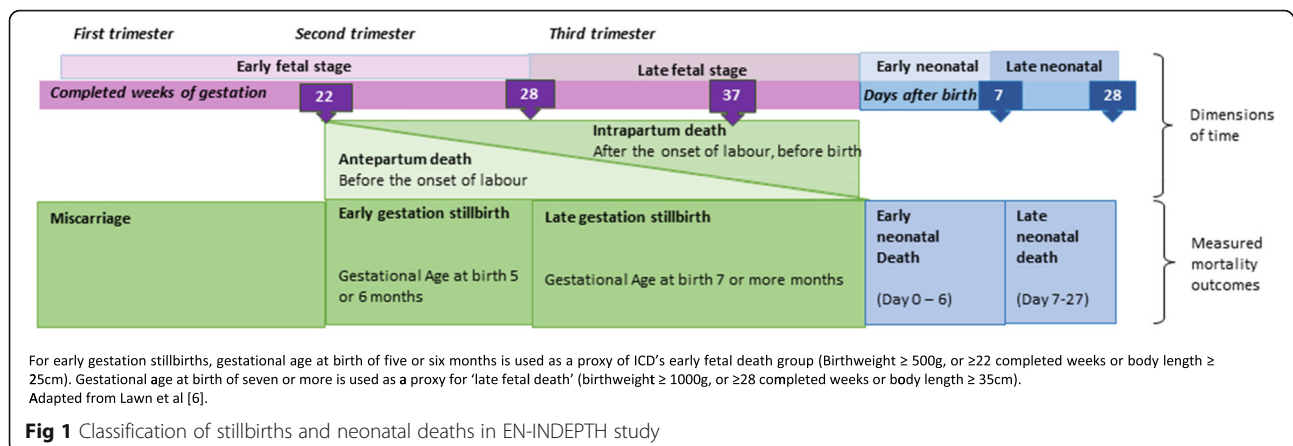 First trimester Second trimester Third trimester
Early fetal stage Late fetal stage Early neonatal Late neonatal
Completed weeks of gestation 22 28 37 Days after birth 7 28
Intrapartum death
After the onset of labour, before birth
Antepartum death
Before the onset of labour
Dimensions
of time
Miscarriage
Early gestation stillbirth
Gestational Age at birth 5
or 6 months
Late gestation stillbirth
Gestational Age at birth 7 or more months
Early
neonatal
Death
(Day 0 – 6)
Late
neonatal
death
(Day 7-27)
Measured
mortality
outcomes
For early gestation stillbirths, gestational age at birth of five or six months is used as a proxy of ICD’s early fetal death group (Birthweight ≥ 500g, or ≥22 completed weeks or body length ≥
25cm). Gestational age at birth of seven or more is used as a proxy for ‘late fetal death’ (birthweight ≥ 1000g, or ≥28 completed weeks or body length ≥ 35cm).
Adapted from Lawn et al [6].
Fig 1 Classification of stillbirths and neonatal deaths in EN-INDEPTH study